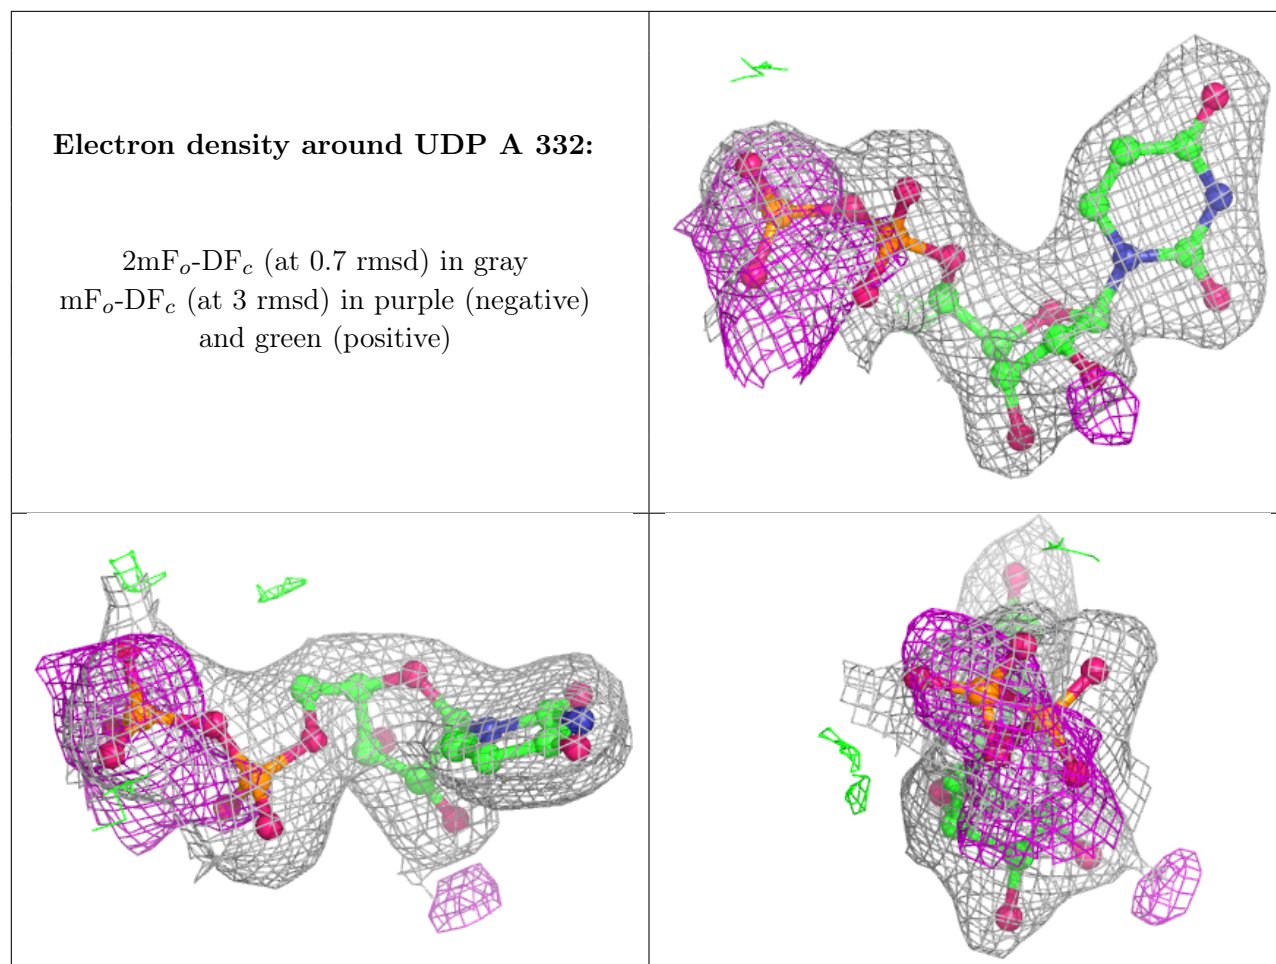 Electron density around UDP A 332:
2mFₒ-DF𝑐 (at 0.7 rmsd) in gray
mFₒ-DF𝑐 (at 3 rmsd) in purple (negative)
and green (positive)